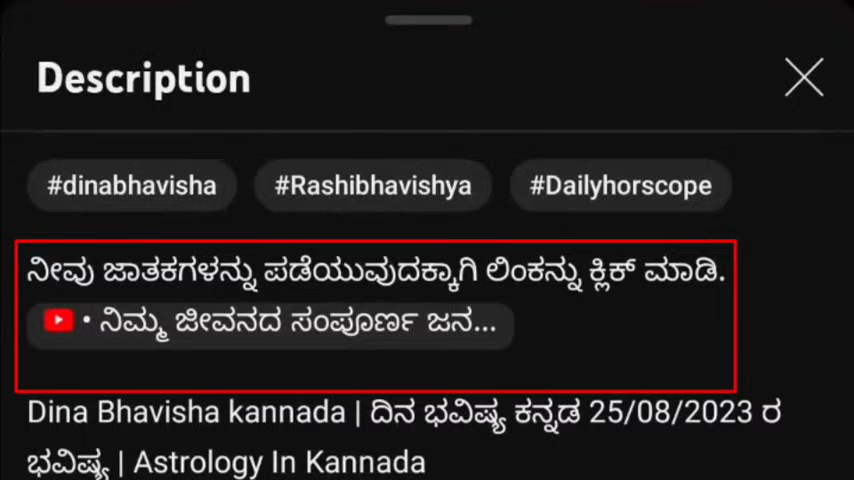 Description
#dinabhavisha #Rashibhavishya #Dailyhorscope
ನೀವು ಜಾತಕಗಳನ್ನು ಪಡೆಯುವುದಕ್ಕಾಗಿ ಲಿಂಕನ್ನು ಕ್ಲಿಕ್ ಮಾಡಿ.
• ನಿಮ್ಮ ಜೀವನದ ಸಂಪೂರ್ಣ ಜನ...
Dina Bhavisha kannada | ದಿನ ಭವಿಷ್ಯ ಕನ್ನಡ 25/08/2023 ರ
ಭವಿಷ್ಯ | Astrology In Kannada